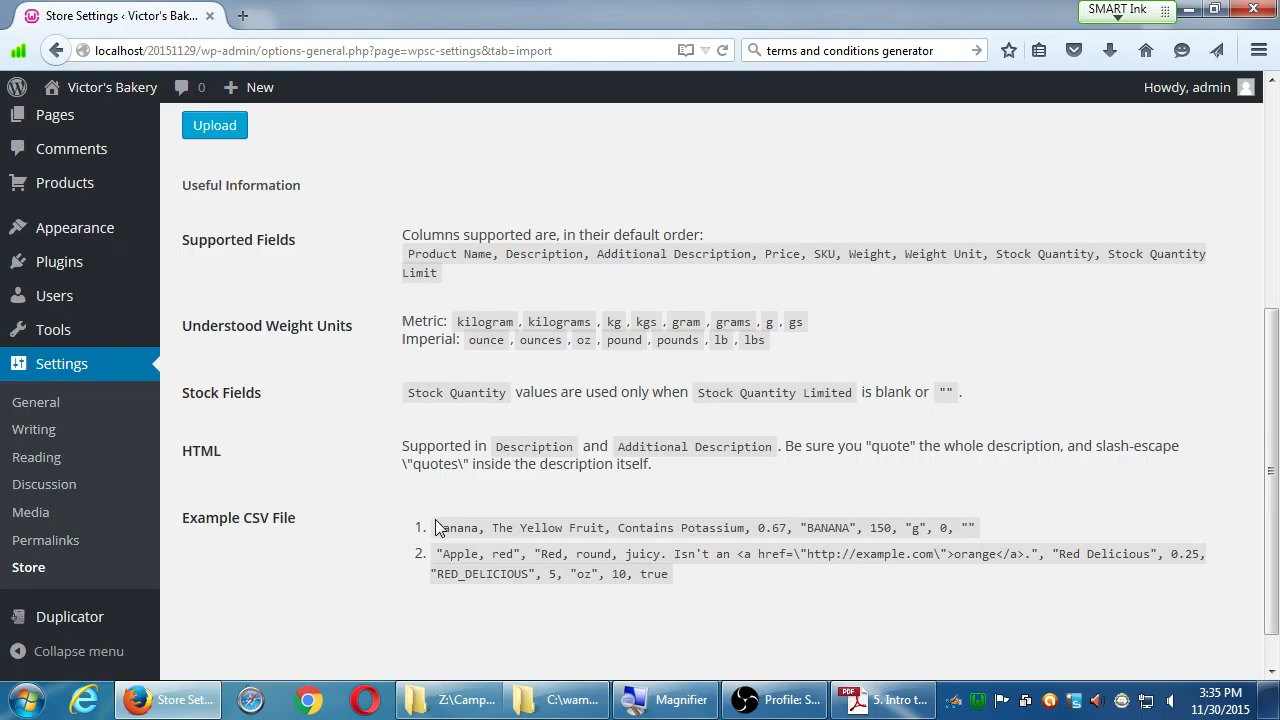 Store Settings ‹ Victor's Bak...
SMART Ink
localhost/20151129/wp-admin/options-general.php?page=wpsc-settings&tab=import
terms and conditions generator
Victor's Bakery
0
New
Howdy, admin
Pages
Comments
Products
Appearance
Plugins
Users
Tools
Settings
General
Writing
Reading
Discussion
Media
Permalinks
Store
Duplicator
Collapse menu
Upload
Useful Information
Supported Fields
Columns supported are, in their default order:
Product Name, Description, Additional Description, Price, SKU, Weight, Weight Unit, Stock Quantity, Stock Quantity
Limit
Understood Weight Units
Metric: kilogram , kilograms , kg , kgs , gram , grams , g , gs
Imperial: ounce , ounces , oz , pound , pounds , lb , lbs
Stock Fields
Stock Quantity values are used only when Stock Quantity Limited is blank or "" .
HTML
Supported in Description and Additional Description . Be sure you "quote" the whole description, and slash-escape
\"quotes\" inside the description itself.
Example CSV File
1. Banana, The Yellow Fruit, Contains Potassium, 0.67, "BANANA", 150, "g", 0, ""
2. "Apple, red", "Red, round, juicy. Isn't an <a href=\"http://example.com\">orange</a>.", "Red Delicious", 0.25,
"RED_DELICIOUS", 5, "oz", 10, true
Store Set...
Z:\Camp...
C:\wam...
Magnifier
Profile: S...
PDF
5. Intro t...
3:35 PM
11/30/2015